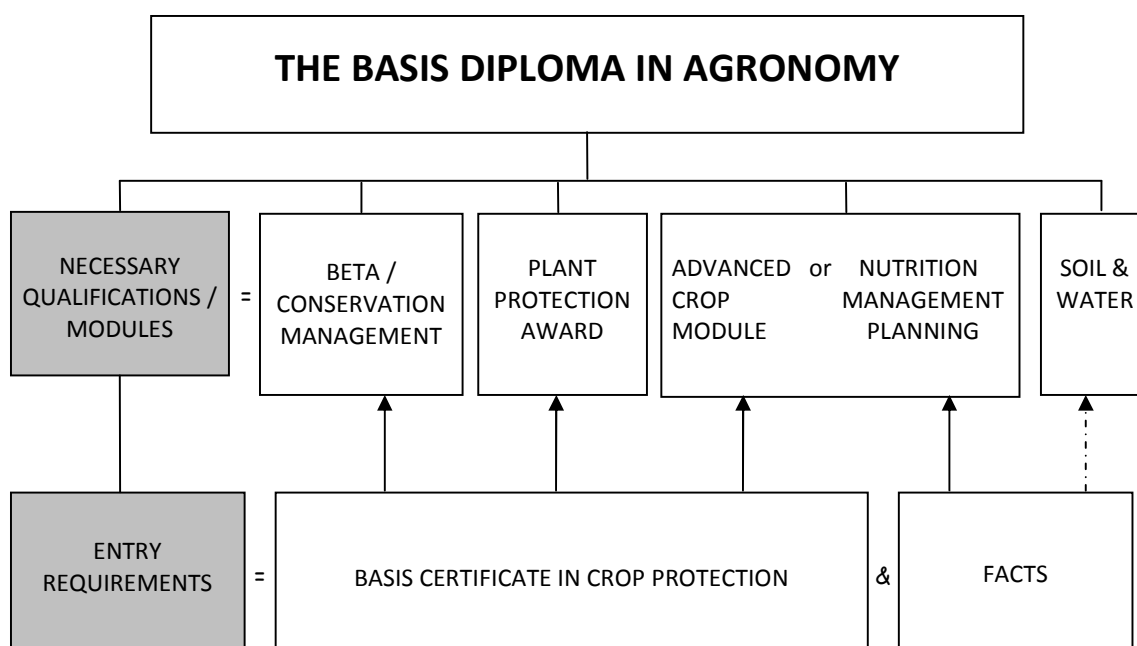 THE BASIS DIPLOMA IN AGRONOMY
NECESSARY
QUALIFICATIONS /
MODULES
=
BETA /
CONSERVATION
MANAGEMENT
PLANT
PROTECTION
AWARD
ADVANCED or NUTRITION
CROP MANAGEMENT
MODULE PLANNING
SOIL &
WATER
ENTRY
REQUIREMENTS
=
BASIS CERTIFICATE IN CROP PROTECTION
&
FACTS